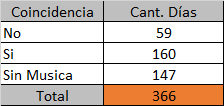 Coincidencia Cant. Días
No 59
Si 160
Sin Musica 147
Total 366